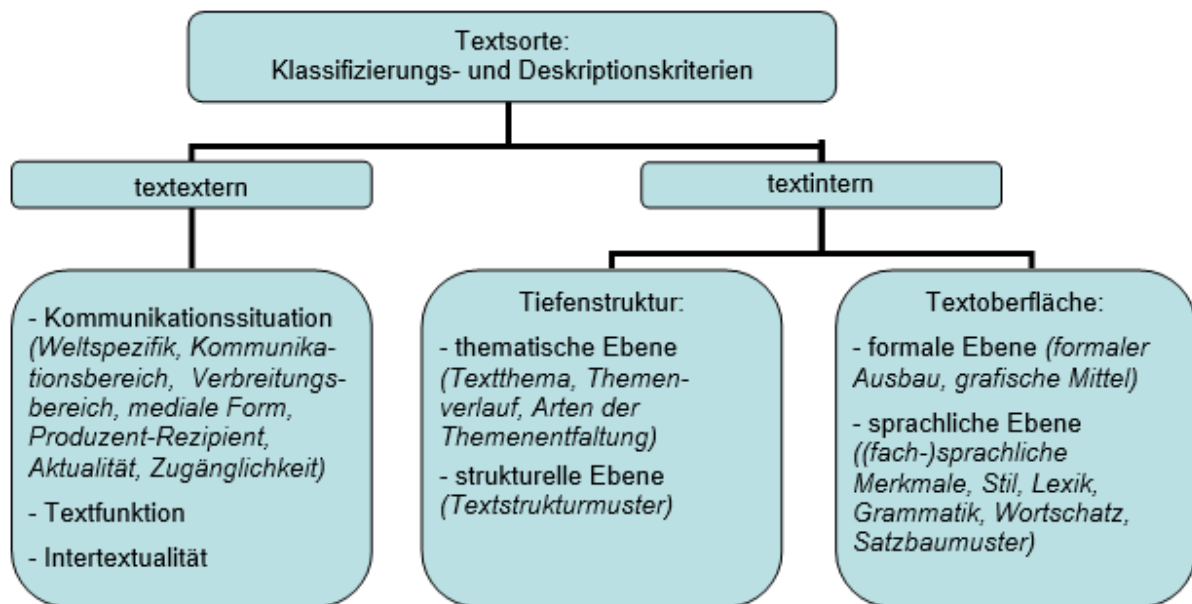 Textsorte:
Klassifizierungs- und Deskriptionskriterien
textextern
textintern
- Kommunikationssituation
(Weltspezifik, Kommunika-
tionsbereich, Verbreitungs-
bereich, mediale Form,
Produzent-Rezipient,
Aktualität, Zugänglichkeit)
- Textfunktion
- Intertextualität
Tiefenstruktur:
- thematische Ebene
(Textthema, Themen-
verlauf, Arten der
Themenentfaltung)
- strukturelle Ebene
(Textstrukturmuster)
Textoberfläche:
- formale Ebene (formaler
Ausbau, grafische Mittel)
- sprachliche Ebene
((fach-)sprachliche
Merkmale, Stil, Lexik,
Grammatik, Wortschatz,
Satzbaumuster)